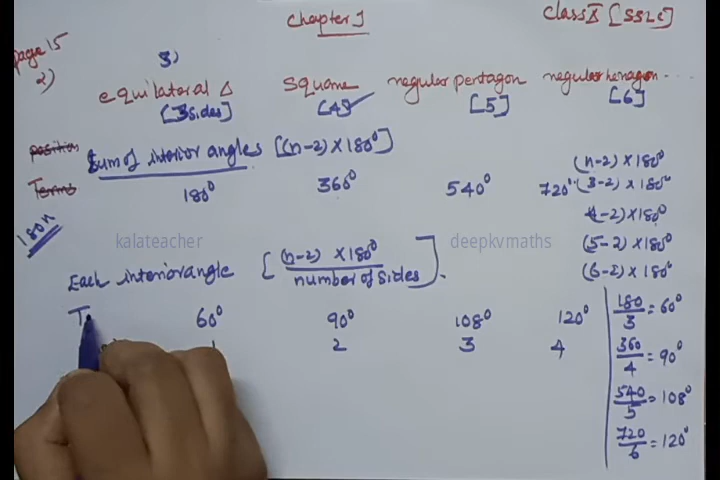 Chapter 1 Class X [SSLC]
page 15
2) 3)
equilateral Δ square regular pentagon regular hexagon ....
[3 sides] [4] ✓ [5] [6]
position Sum of interior angles [(n-2) × 180°]
Terms 180° 360° 540° 720°
180n
(n-2) × 180°
(3-2) × 180°
(4-2) × 180°
(5-2) × 180°
(6-2) × 180°
kalateacher deepkvmaths
Each interior angle [(n-2) × 180° / number of sides].
T 60° 90° 108° 120°
1 2 3 4
180/3 = 60°
360/4 = 90°
540/5 = 108°
720/6 = 120°